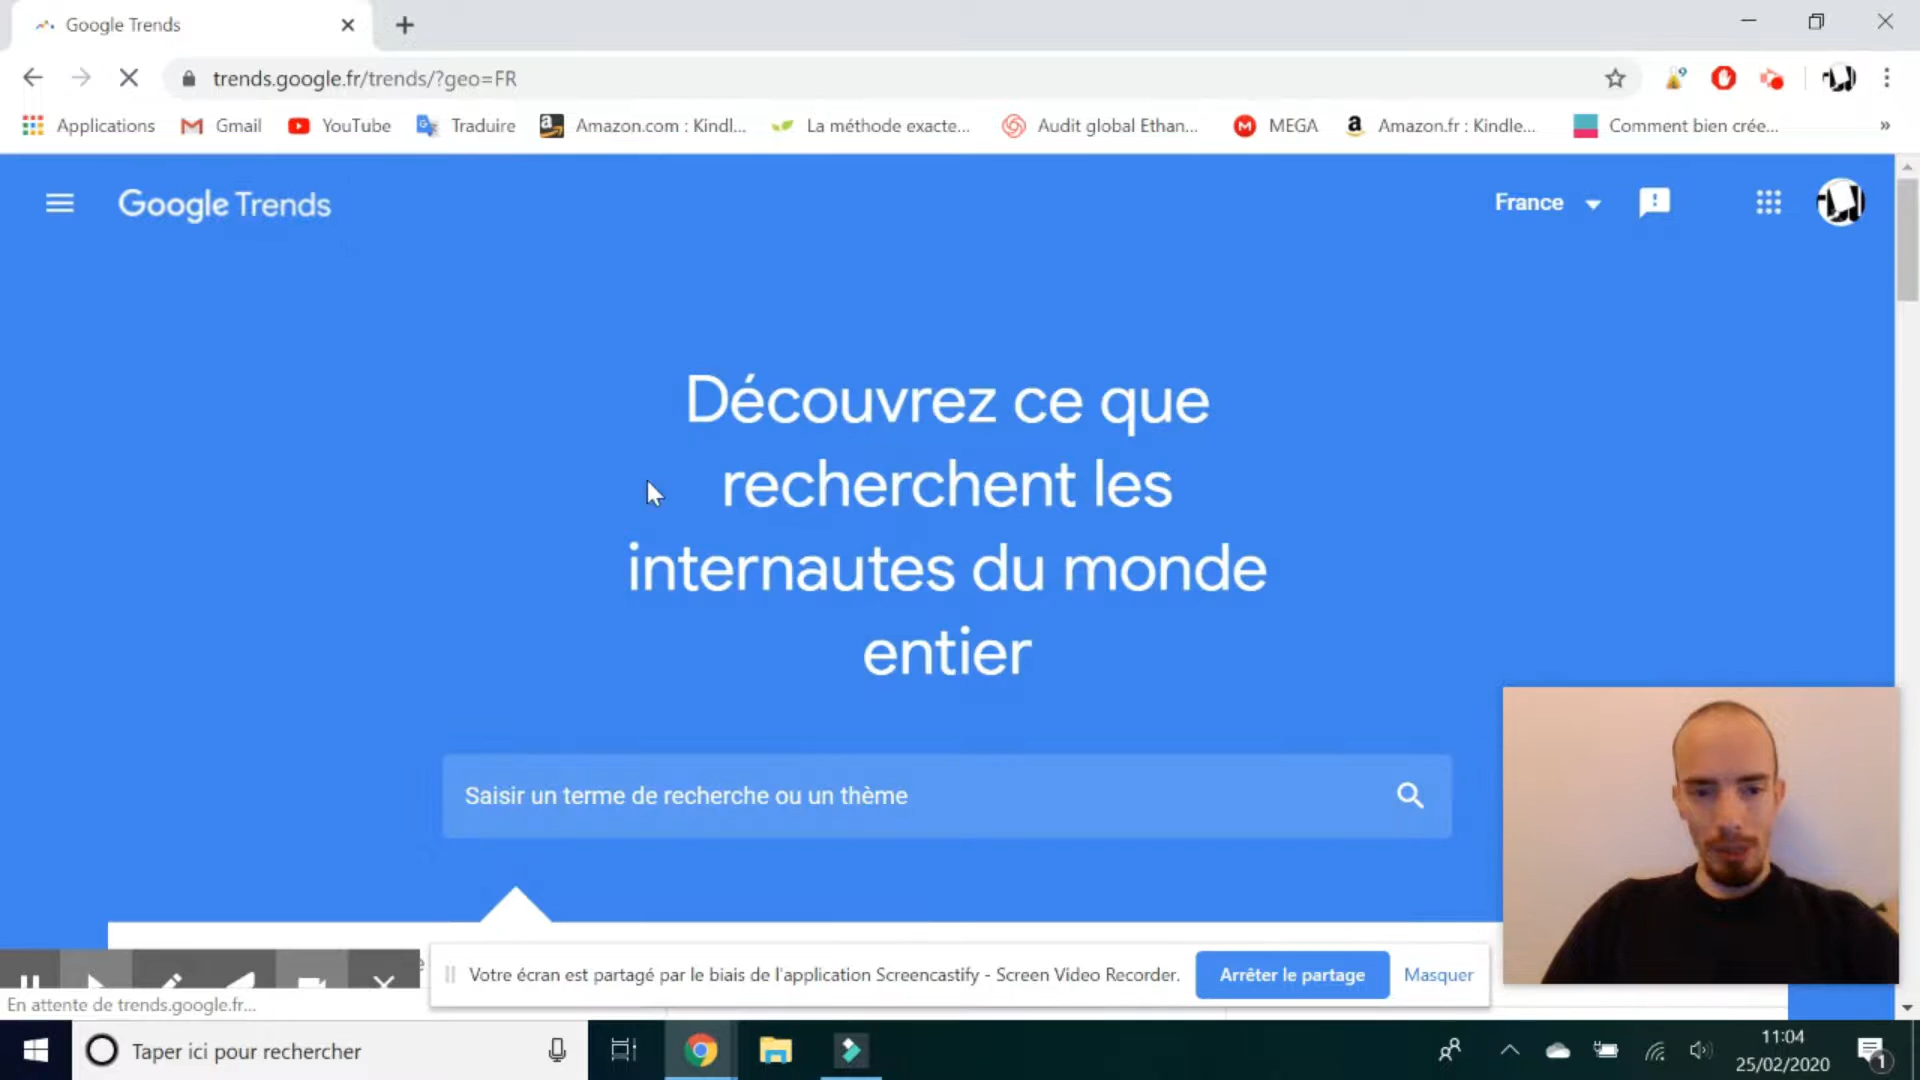 Google Trends
trends.google.fr/trends/?geo=FR
Applications
Gmail
YouTube
Traduire
Amazon.com : Kindl...
La méthode exacte...
Audit global Ethan...
MEGA
Amazon.fr : Kindle...
Comment bien crée...
»
Google Trends
France
Découvrez ce que
recherchent les
internautes du monde
entier
Saisir un terme de recherche ou un thème
Votre écran est partagé par le biais de l'application Screencastify - Screen Video Recorder.
Arrêter le partage
Masquer
En attente de trends.google.fr...
Taper ici pour rechercher
11:04
25/02/2020
1